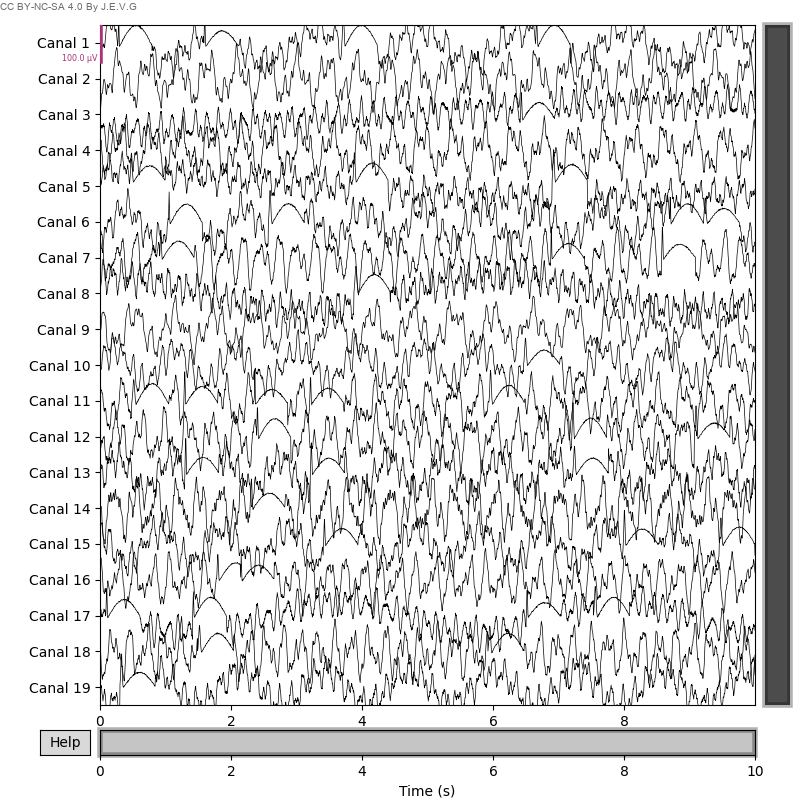 CC BY-NC-SA 4.0 By J.E.V.G
Canal 1
100.0 µV
Canal 2
Canal 3
Canal 4
Canal 5
Canal 6
Canal 7
Canal 8
Canal 9
Canal 10
Canal 11
Canal 12
Canal 13
Canal 14
Canal 15
Canal 16
Canal 17
Canal 18
Canal 19
0 2 4 6 8
Help
0 2 4 6 8 10
Time (s)